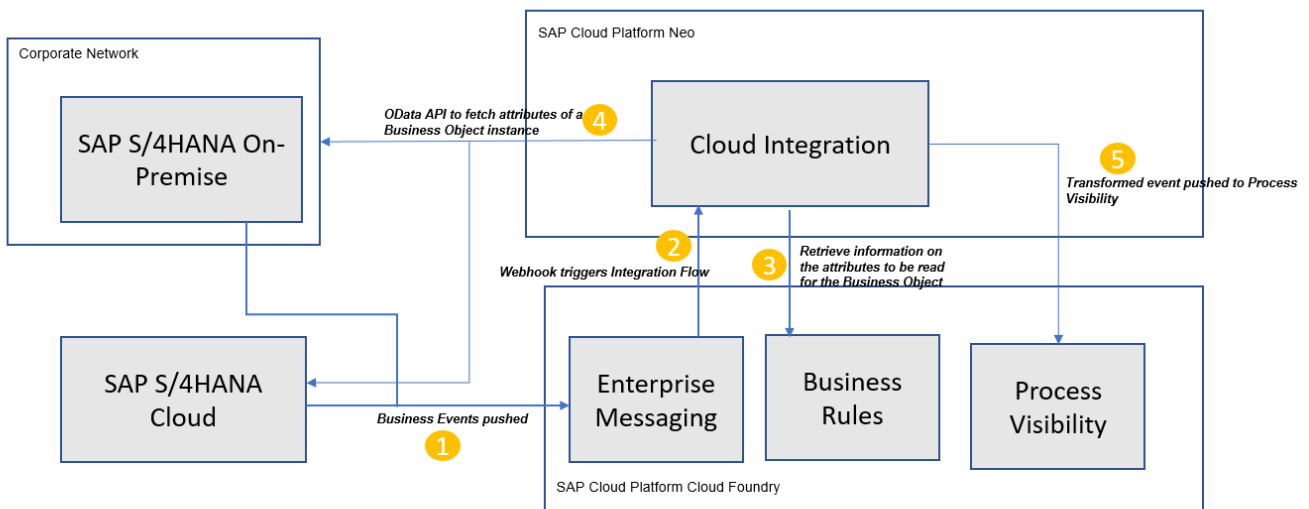 SAP Cloud Platform Neo
Corporate Network
SAP S/4HANA On-
Premise
OData API to fetch attributes of a
Business Object instance
4
Cloud Integration
5
Transformed event pushed to Process
Visibility
2
Webhook triggers Integration Flow
3
Retrieve information on
the attributes to be read
for the Business Object
SAP S/4HANA
Cloud
Business Events pushed
1
Enterprise
Messaging
Business
Rules
Process
Visibility
SAP Cloud Platform Cloud Foundry